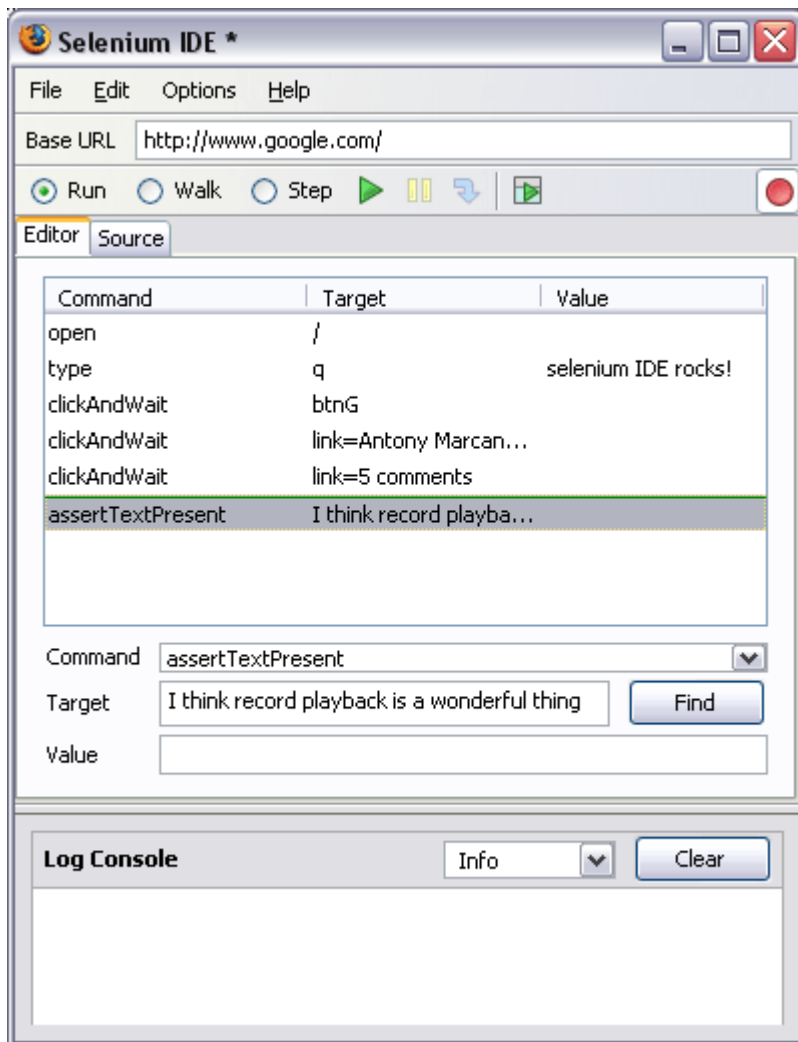 Selenium IDE *
File Edit Options Help
Base URL http://www.google.com/
Run Walk Step
Editor Source
Command Target Value
open /
type q selenium IDE rocks!
clickAndWait btnG
clickAndWait link=Antony Marcan...
clickAndWait link=5 comments
assertTextPresent I think record playba...
Command assertTextPresent
Target I think record playback is a wonderful thing Find
Value
Log Console Info Clear